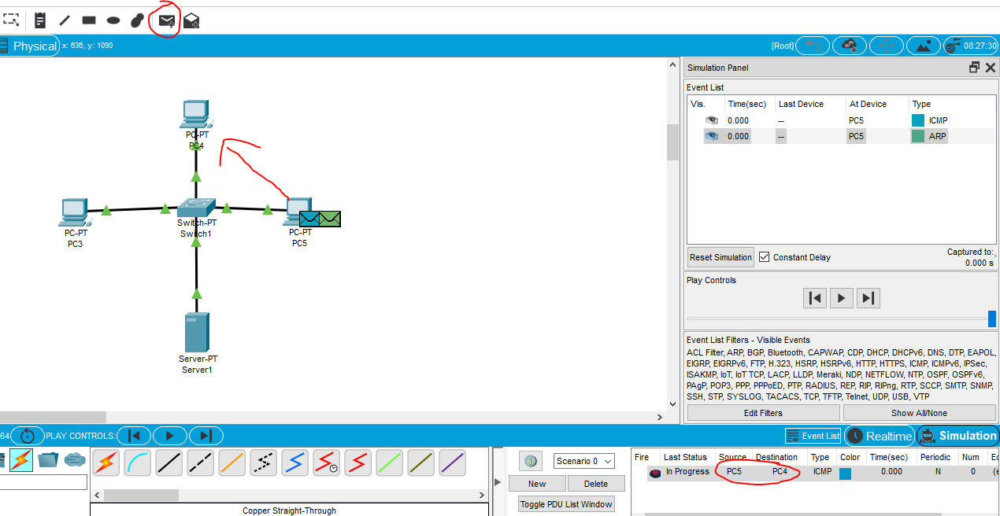 Physical x: 636, y: 1090 [Root] 08:27:30
Simulation Panel
Event List
Vis. Time(sec) Last Device At Device Type
0.000 -- PC5 ICMP
0.000 -- PC5 ARP
PC-PT
PC4
Switch-PT
Switch1
PC-PT
PC3
PC-PT
PC5
Server-PT
Server1
Reset Simulation Constant Delay Captured to:
0.000 s
Play Controls
Event List Filters - Visible Events
ACL Filter, ARP, BGP, Bluetooth, CAPWAP, CDP, DHCP, DHCPv6, DNS, DTP, EAPOL,
EIGRP, EIGRPv6, FTP, H.323, HSRP, HSRPv6, HTTP, HTTPS, ICMP, ICMPv6, IPSec,
ISAKMP, IoT, IoT TCP, LACP, LLDP, Meraki, NDP, NETFLOW, NTP, OSPF, OSPFv6,
PAgP, POP3, PPP, PPPoED, PTP, RADIUS, REP, RIP, RIPng, RTP, SCCP, SMTP, SNMP,
SSH, STP, SYSLOG, TACACS, TCP, TFTP, Telnet, UDP, USB, VTP
Edit Filters Show All/None
PLAY CONTROLS: Event List Realtime Simulation
Scenario 0
New Delete
Toggle PDU List Window
Fire Last Status Source Destination Type Color Time(sec) Periodic Num
In Progress PC5 PC4 ICMP 0.000 N 0
Copper Straight-Through